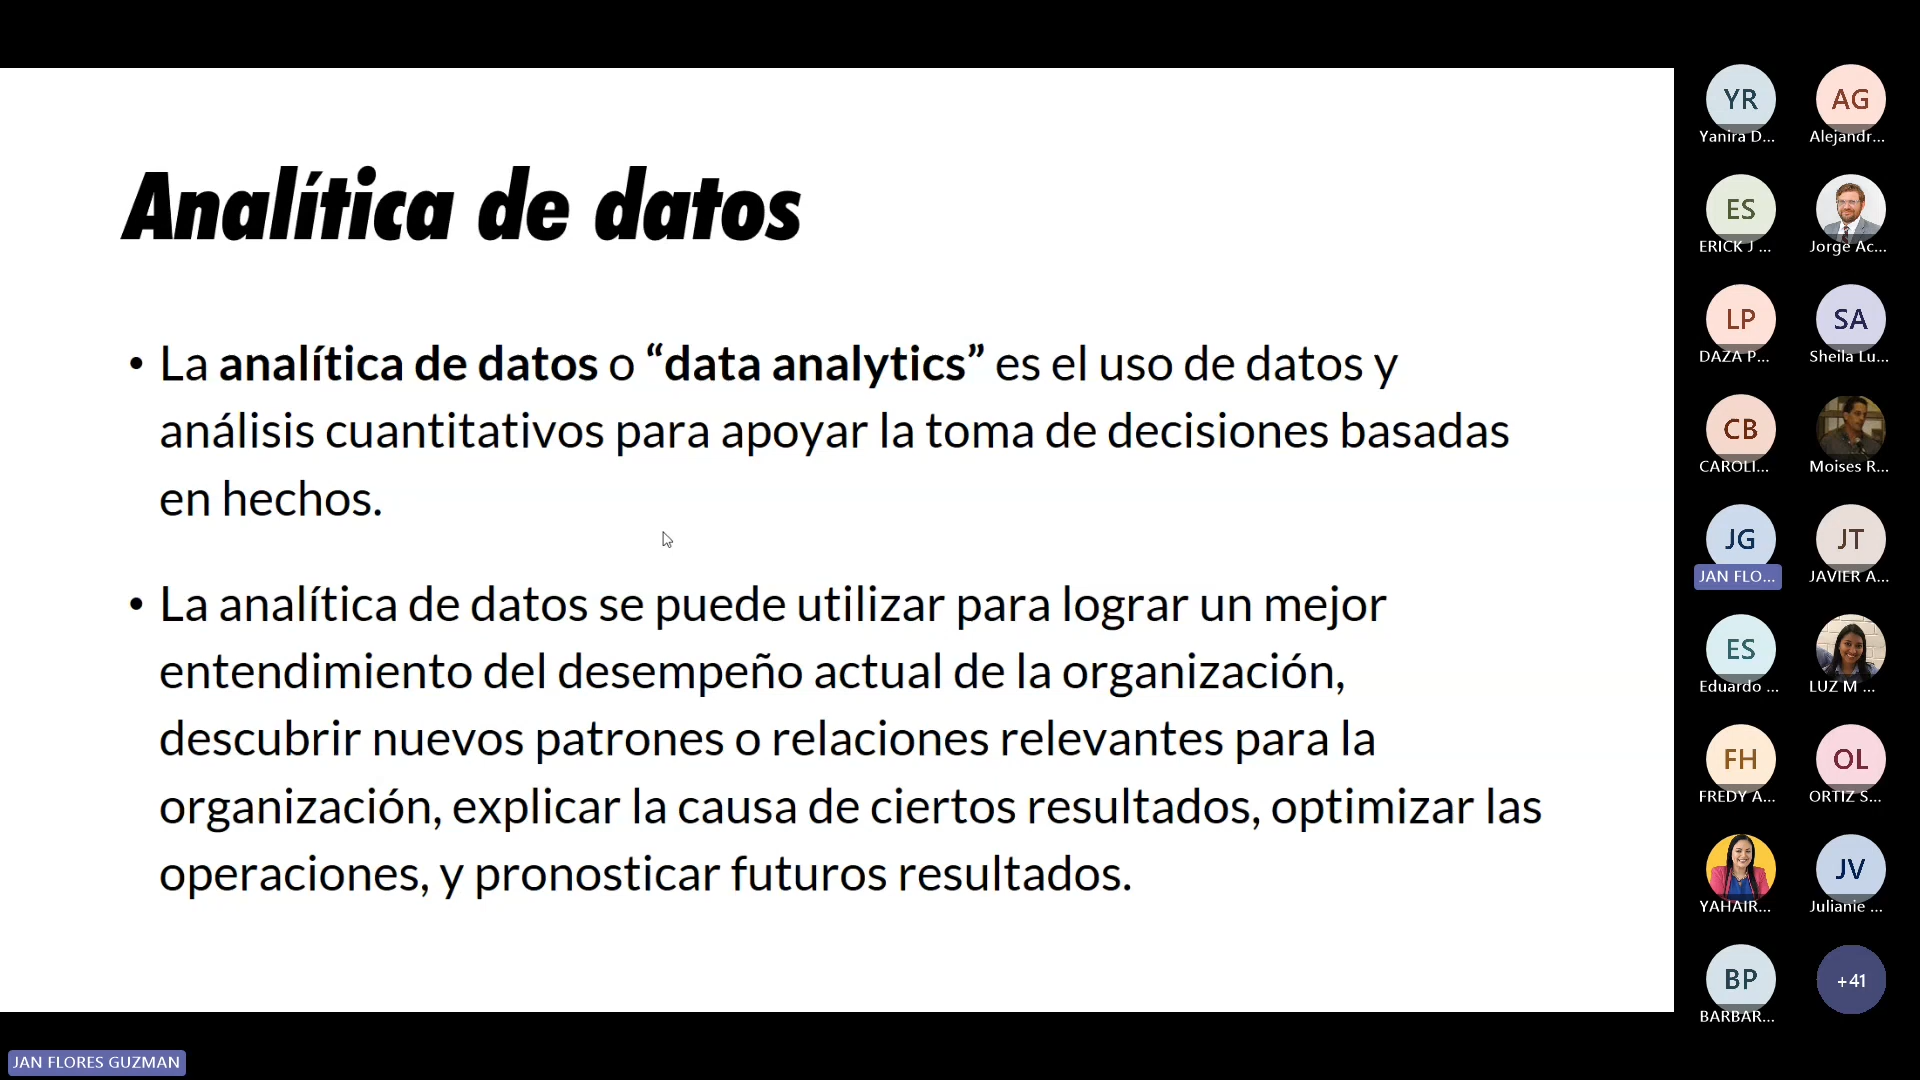 Analítica de datos
• La analítica de datos o “data analytics” es el uso de datos y
análisis cuantitativos para apoyar la toma de decisiones basadas
en hechos.
• La analítica de datos se puede utilizar para lograr un mejor
entendimiento del desempeño actual de la organización,
descubrir nuevos patrones o relaciones relevantes para la
organización, explicar la causa de ciertos resultados, optimizar las
operaciones, y pronosticar futuros resultados.
YR
Yanira D...
AG
Alejandr...
ES
ERICK J ...
Jorge Ac...
LP
DAZA P...
SA
Sheila Lu...
CB
CAROLI...
Moises R...
JG
JAN FLO...
JT
JAVIER A...
ES
Eduardo ...
LUZ M ...
FH
FREDY A...
OL
ORTIZ S...
YAHAIR...
JV
Julianie ...
BP
BARBAR...
+41
JAN FLORES GUZMAN